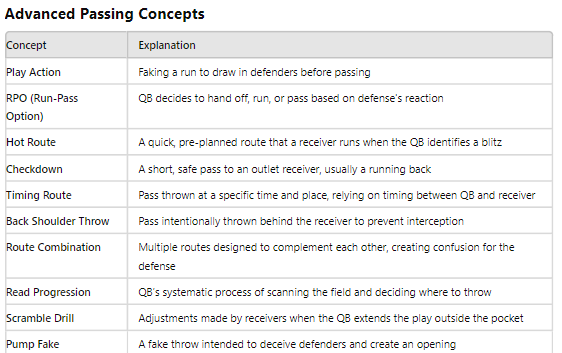 Advanced Passing Concepts
Concept Explanation
Play Action Faking a run to draw in defenders before passing
RPO (Run-Pass Option) QB decides to hand off, run, or pass based on defense's reaction
Hot Route A quick, pre-planned route that a receiver runs when the QB identifies a blitz
Checkdown A short, safe pass to an outlet receiver, usually a running back
Timing Route Pass thrown at a specific time and place, relying on timing between QB and receiver
Back Shoulder Throw Pass intentionally thrown behind the receiver to prevent interception
Route Combination Multiple routes designed to complement each other, creating confusion for the
defense
Read Progression QB's systematic process of scanning the field and deciding where to throw
Scramble Drill Adjustments made by receivers when the QB extends the play outside the pocket
Pump Fake A fake throw intended to deceive defenders and create an opening